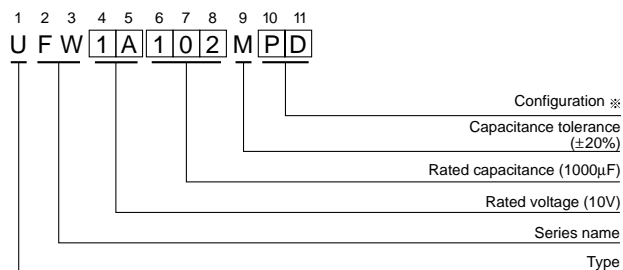 1 2 3 4 5 6 7 8 9 10 11
U F W 1 A 1 0 2 M P D
Configuration ※
Capacitance tolerance
(±20%)
Rated capacitance (1000µF)
Rated voltage (10V)
Series name
Type